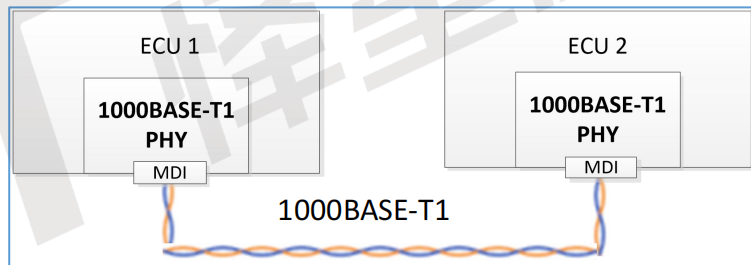 ECU 1
1000BASE-T1
PHY
MDI
ECU 2
1000BASE-T1
PHY
MDI
1000BASE-T1